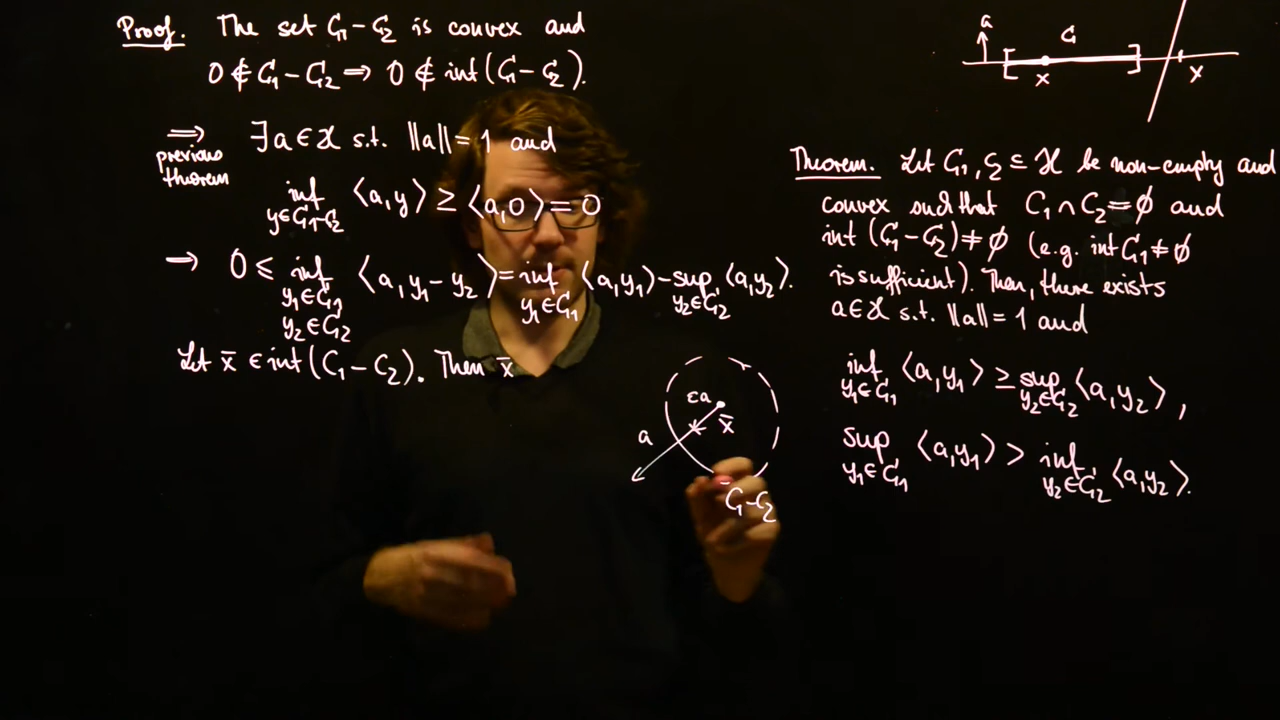 Proof. The set C₁-C₂ is convex and
0 ∉ C₁-C₂ ⟹ 0 ∉ int(C₁-C₂).
⟹ ∃ a ∈ X s.t. ‖a‖ = 1 and
previous
theorem
inf ⟨a,y⟩ ≥ ⟨a,0⟩ = 0
y∈C₁-C₂
→ 0 ≤ inf ⟨a, y₁-y₂⟩ = inf ⟨a,y₁⟩ - sup ⟨a,y₂⟩.
y₁∈C₁ y₁∈C₁ y₂∈C₂
y₂∈C₂
Let x̄ ∈ int(C₁-C₂). Then x̄
εa
x̄
a
C₁-C₂
a
C₁
x
x
Theorem. Let C₁, C₂ ⊆ X be non-empty and
convex such that C₁ ∩ C₂ = ∅ and
int (C₁-C₂) ≠ ∅ (e.g. int C₁ ≠ ∅
is sufficient). Then, there exists
a ∈ X s.t. ‖a‖ = 1 and
inf ⟨a,y₁⟩ ≥ sup ⟨a,y₂⟩,
y₁∈C₁ y₂∈C₂
sup ⟨a,y₁⟩ > inf ⟨a,y₂⟩.
y₁∈C₁ y₂∈C₂